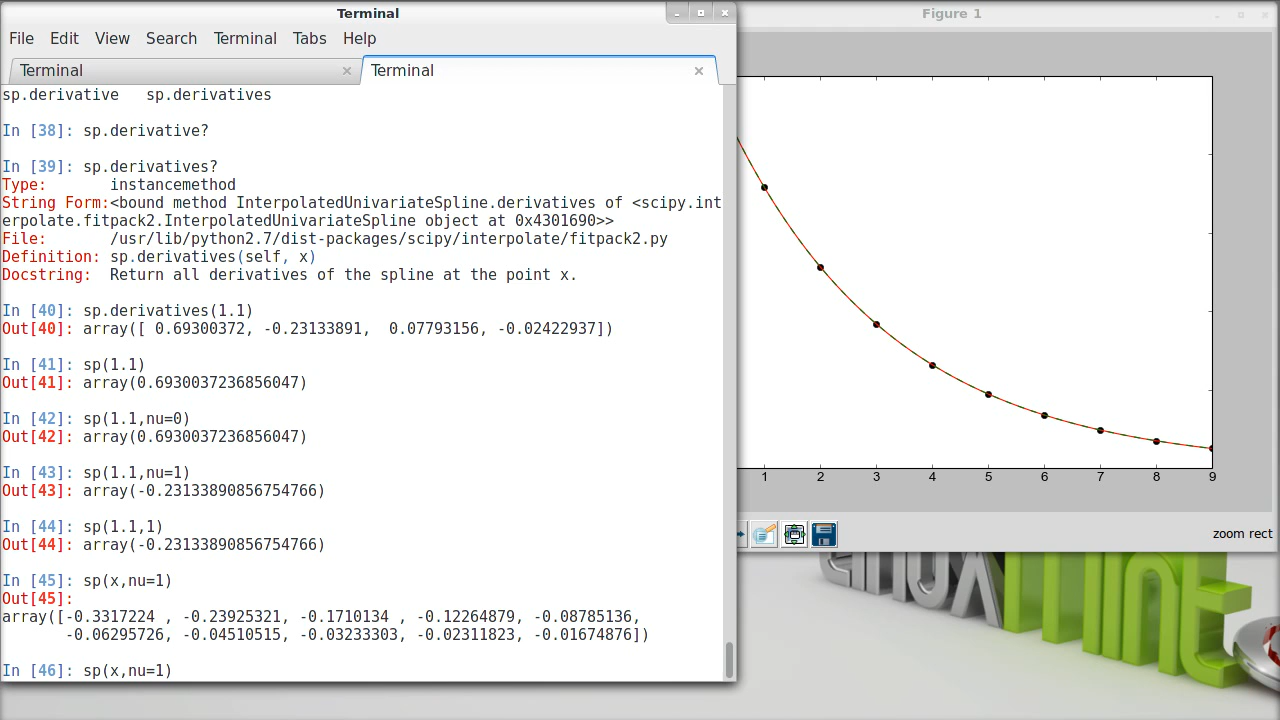 Terminal
File Edit View Search Terminal Tabs Help
Terminal
Terminal
sp.derivative   sp.derivatives
In [38]: sp.derivative?
In [39]: sp.derivatives?
Type:       instancemethod
String Form:<bound method InterpolatedUnivariateSpline.derivatives of <scipy.int
erpolate.fitpack2.InterpolatedUnivariateSpline object at 0x4301690>>
File:       /usr/lib/python2.7/dist-packages/scipy/interpolate/fitpack2.py
Definition: sp.derivatives(self, x)
Docstring:  Return all derivatives of the spline at the point x.
In [40]: sp.derivatives(1.1)
Out[40]: array([ 0.69300372, -0.23133891,  0.07793156, -0.02422937])
In [41]: sp(1.1)
Out[41]: array(0.6930037236856047)
In [42]: sp(1.1,nu=0)
Out[42]: array(0.6930037236856047)
In [43]: sp(1.1,nu=1)
Out[43]: array(-0.23133890856754766)
In [44]: sp(1.1,1)
Out[44]: array(-0.23133890856754766)
In [45]: sp(x,nu=1)
Out[45]:
array([-0.3317224 , -0.23925321, -0.1710134 , -0.12264879, -0.08785136,
       -0.06295726, -0.04510515, -0.03233303, -0.02311823, -0.01674876])
In [46]: sp(x,nu=1)
Figure 1
1 2 3 4 5 6 7 8 9
zoom rect